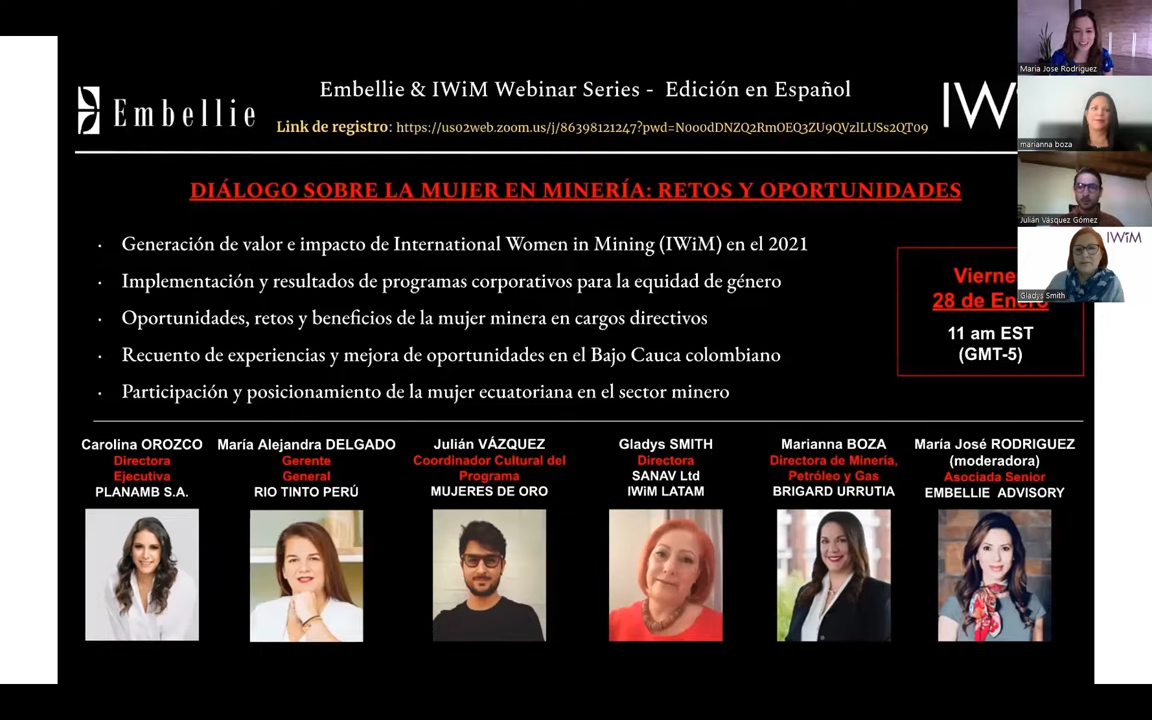 Embellie
Embellie & IWiM Webinar Series - Edición en Español
Link de registro: https://us02web.zoom.us/j/86398121247?pwd=N0o0dDNZQ2RmOEQ3ZU9QVzlLUSs2QT09
IW
DIÁLOGO SOBRE LA MUJER EN MINERÍA: RETOS Y OPORTUNIDADES
· Generación de valor e impacto de International Women in Mining (IWiM) en el 2021
· Implementación y resultados de programas corporativos para la equidad de género
· Oportunidades, retos y beneficios de la mujer minera en cargos directivos
· Recuento de experiencias y mejora de oportunidades en el Bajo Cauca colombiano
· Participación y posicionamiento de la mujer ecuatoriana en el sector minero
Vierne
28 de Enero
11 am EST
(GMT-5)
Carolina OROZCO
Directora
Ejecutiva
PLANAMB S.A.
María Alejandra DELGADO
Gerente
General
RIO TINTO PERÚ
Julián VÁZQUEZ
Coordinador Cultural del
Programa
MUJERES DE ORO
Gladys SMITH
Directora
SANAV Ltd
IWiM LATAM
Marianna BOZA
Directora de Minería,
Petróleo y Gas
BRIGARD URRUTIA
María José RODRIGUEZ
(moderadora)
Asociada Senior
EMBELLIE ADVISORY
María Jose Rodríguez
marianna boza
Julián Vásquez Gómez
IWiM
Gladys Smith